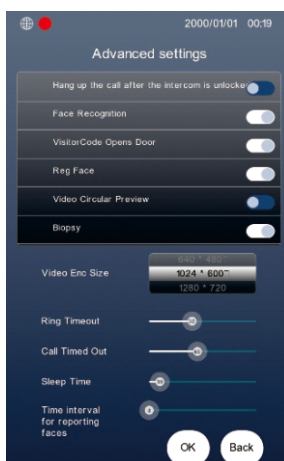 2000/01/01 00:19
Advanced settings
Hang up the call after the intercom is unlocked
Face Recognition
VisitorCode Opens Door
Reg Face
Video Circular Preview
Biopsy
640 * 480
Video Enc Size
1024 * 600
1280 * 720
Ring Timeout
Call Timed Out
Sleep Time
Time interval
for reporting
faces
OK Back